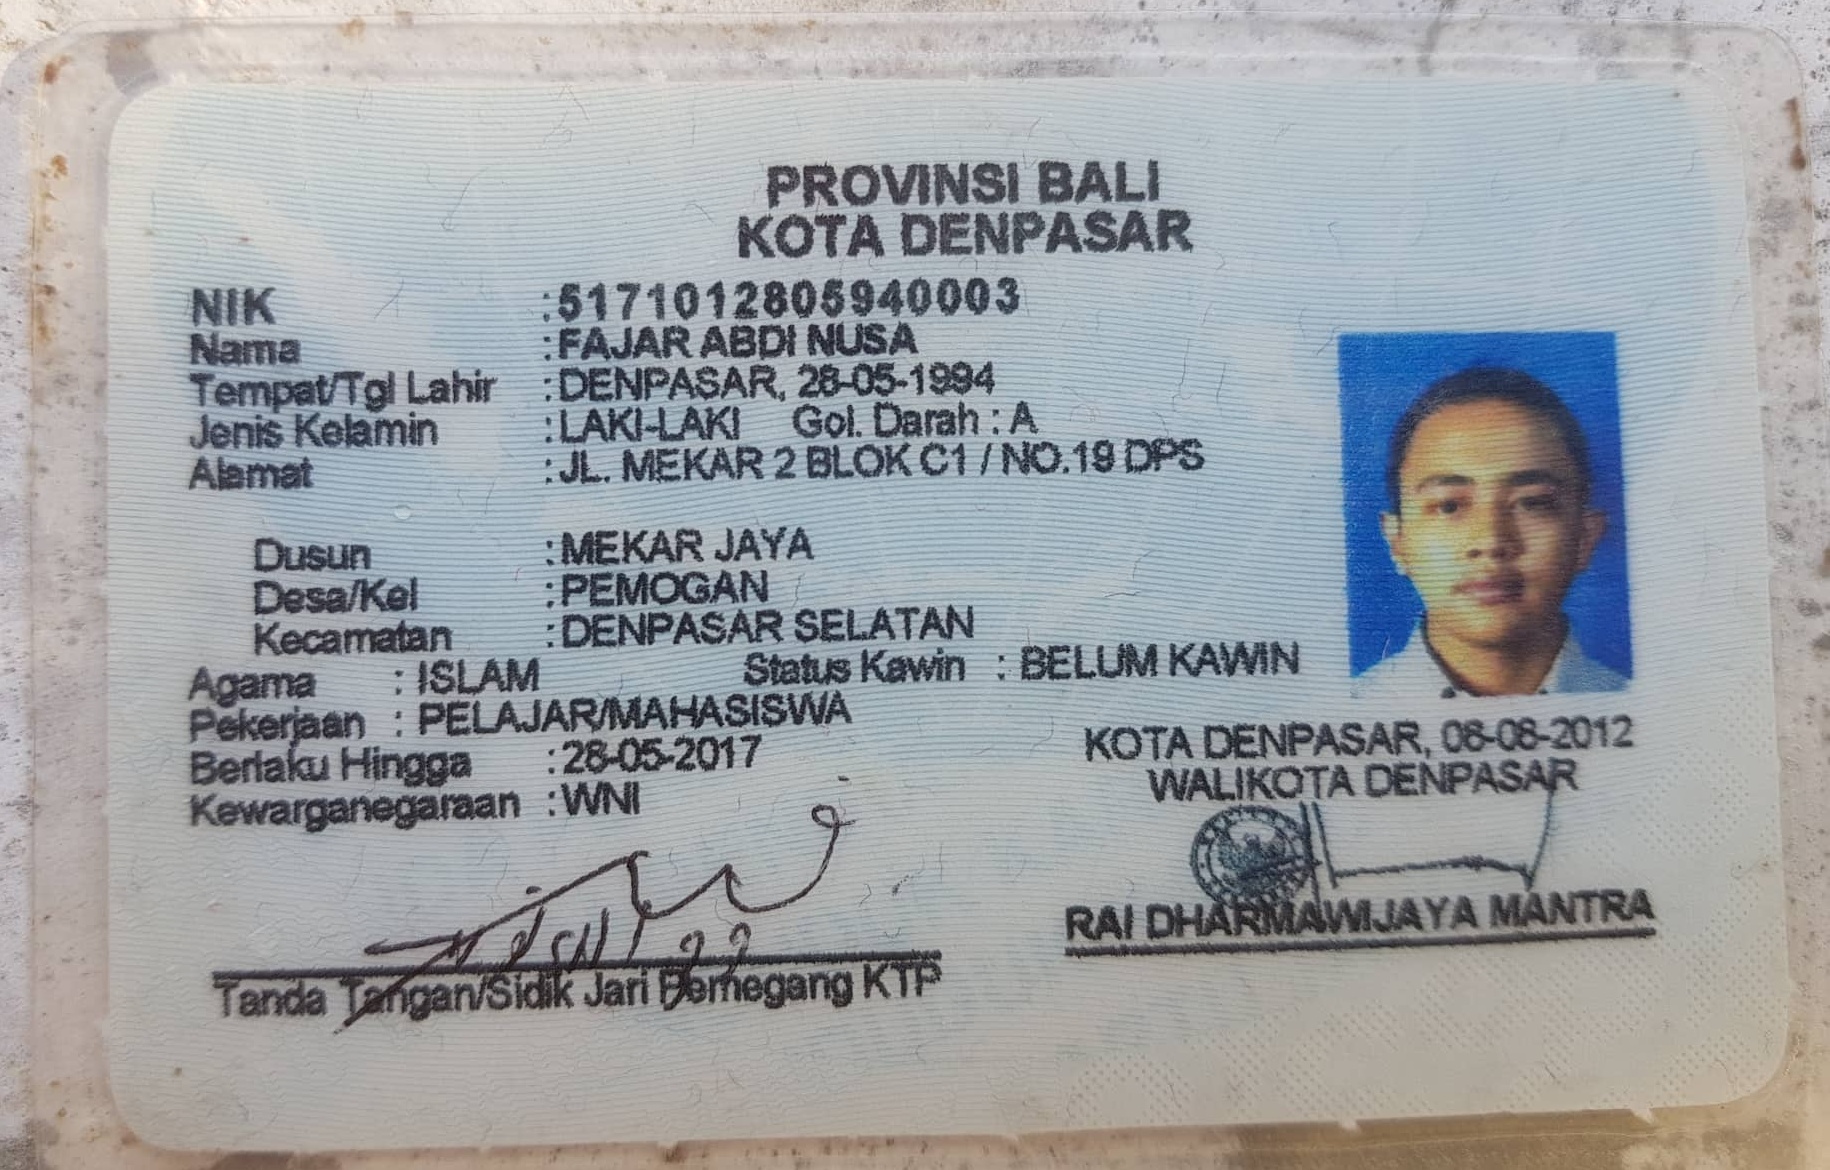 PROVINSI BALI
KOTA DENPASAR
NIK :5171012805940003
Nama :FAJAR ABDI NUSA
Tempat/Tgl Lahir :DENPASAR, 28-05-1994
Jenis Kelamin :LAKI-LAKI Gol. Darah : A
Alamat :JL. MEKAR 2 BLOK C1 / NO.19 DPS
Dusun :MEKAR JAYA
Desa/Kel :PEMOGAN
Kecamatan :DENPASAR SELATAN
Agama : ISLAM Status Kawin : BELUM KAWIN
Pekerjaan : PELAJAR/MAHASISWA
Berlaku Hingga :28-05-2017
Kewarganegaraan :WNI
KOTA DENPASAR, 08-08-2012
WALIKOTA DENPASAR
RAI DHARMAWIJAYA MANTRA
Tanda Tangan/Sidik Jari Pemegang KTP